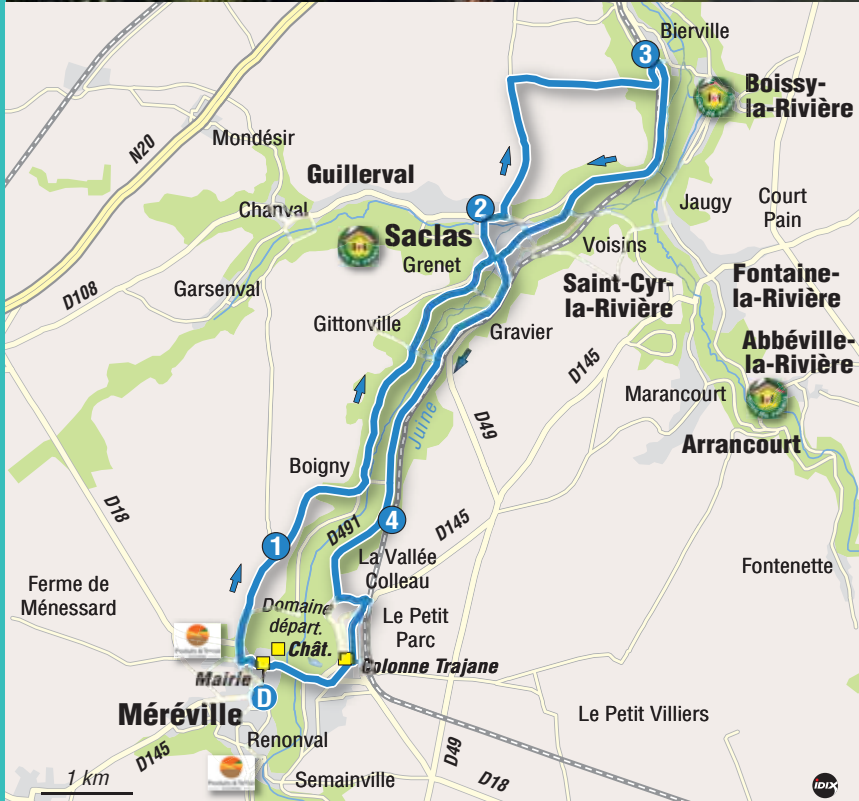 Bierville
3
Boissy-
la-Rivière
N20
Mondésir
Guillerval
Chanval
2
Saclas
Grenet
Jaugy
Court
Pain
Voisins
D108
Garsenval
Saint-Cyr-
la-Rivière
Fontaine-
la-Rivière
Gittonville
Gravier
Abbéville-
la-Rivière
D145
Marancourt
Juine
D49
Arrancourt
Boigny
D18
D491
4
D145
1
La Vallée
Colleau
Fontenette
Ferme de
Ménessard
Domaine
départ.
Le Petit
Parc
Chât.
Colonne Trajane
Mairie
D
Méréville
Le Petit Villiers
Renonval
D145
D49
1 km
Semainville
D18
iDIX